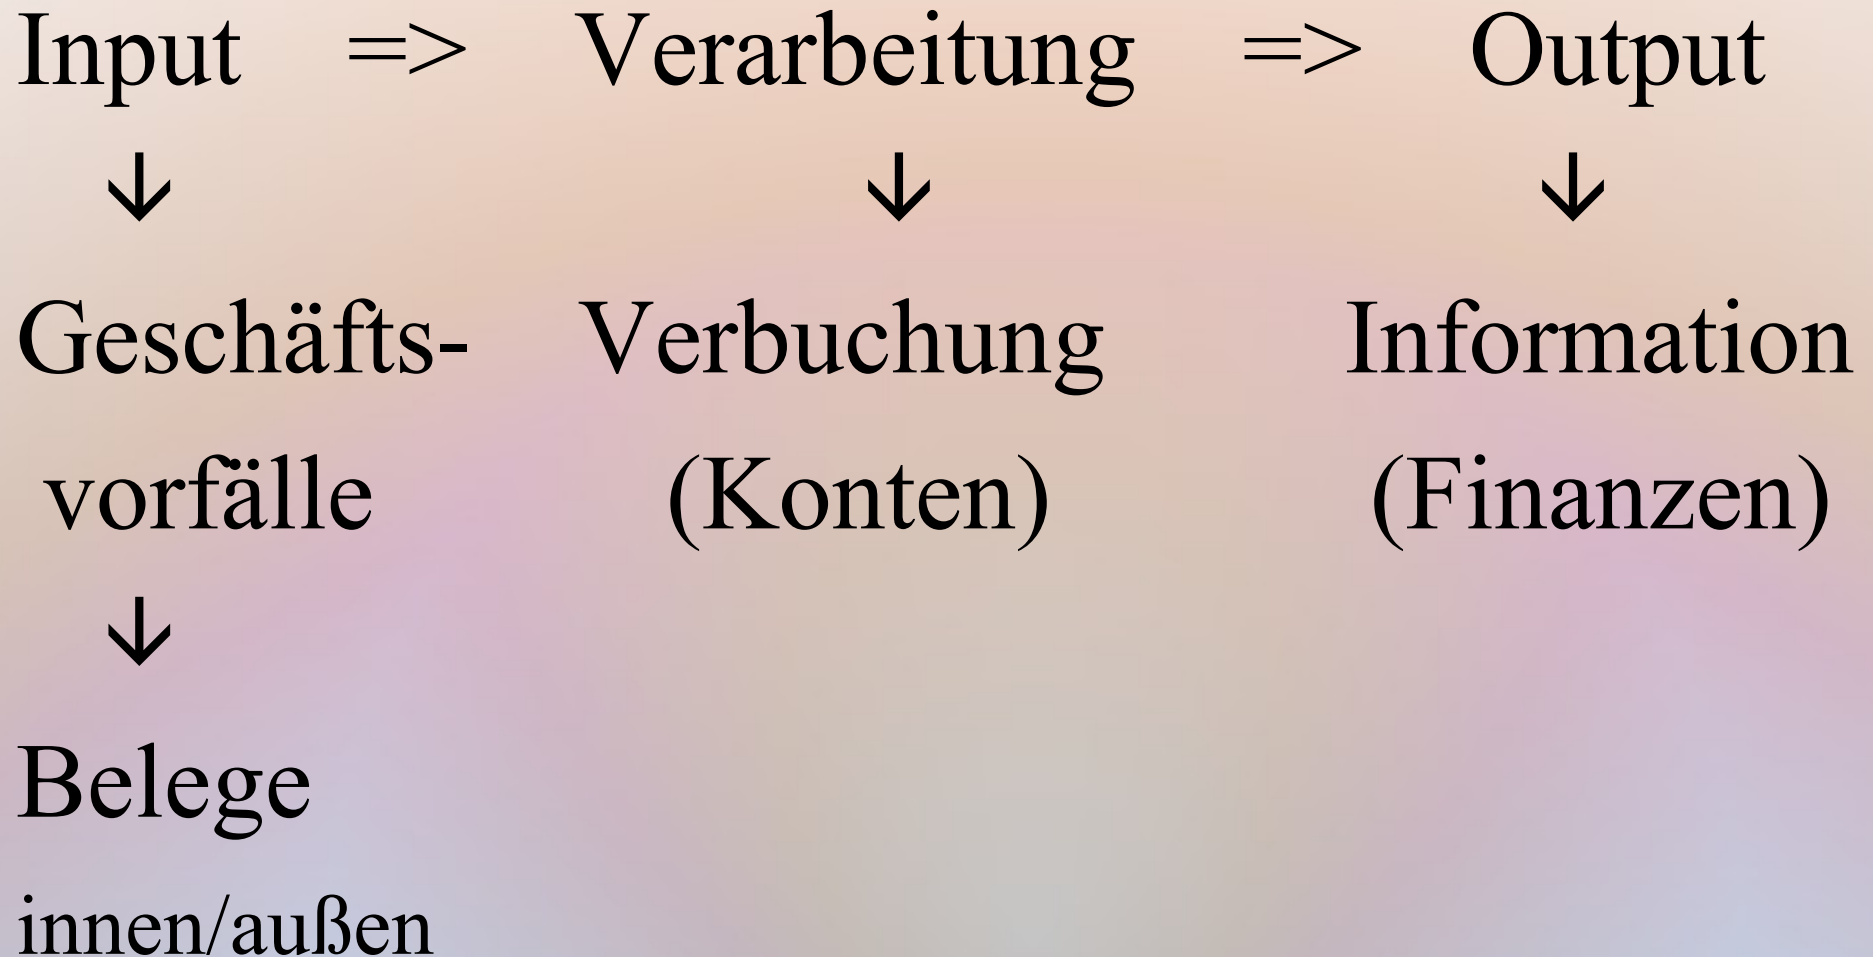 Input => Verarbeitung => Output
↓ ↓ ↓
Geschäfts- Verbuchung Information
vorfälle (Konten) (Finanzen)
↓
Belege
innen/außen